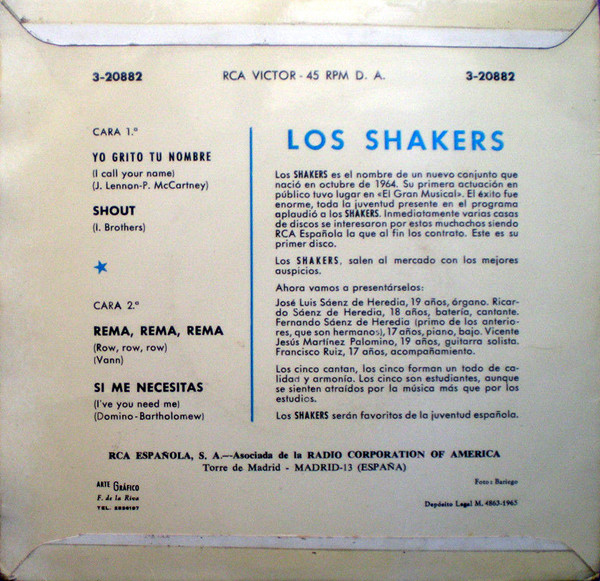 3-20882 RCA VICTOR - 45 RPM D. A. 3-20882
CARA 1.ª
YO GRITO TU NOMBRE
(I call your name)
(J. Lennon-P. McCartney)
SHOUT
(I. Brothers)
CARA 2.ª
REMA, REMA, REMA
(Row, row, row)
(Vann)
SI ME NECESITAS
(I've you need me)
(Domino-Bartholomew)
LOS SHAKERS
Los SHAKERS es el nombre de un nuevo conjunto que
nació en octubre de 1964. Su primera actuación en
público tuvo lugar en «El Gran Musical». El éxito fue
enorme, toda la juventud presente en el programa
aplaudió a los SHAKERS. Inmediatamente varias casas
de discos se interesaron por estos muchachos siendo
RCA Española la que al fin los contrato. Este es su
primer disco.
Los SHAKERS, salen al mercado con los mejores
auspicios.
Ahora vamos a presentárselos:
José Luis Sáenz de Heredia, 19 años, órgano. Ricar-
do Sáenz de Heredia, 18 años, batería, cantante.
Fernando Sáenz de Heredia (primo de los anterio-
res, que son hermanos), 17 años, piano, bajo. Vicente
Jesús Martínez Palomino, 19 años, guitarra solista.
Francisco Ruiz, 17 años, acompañamiento.
Los cinco cantan, los cinco forman un todo de ca-
lidad y armonía. Los cinco son estudiantes, aunque
se sienten atraídos por la música más que por los
estudios.
Los SHAKERS serán favoritos de la juventud española.
RCA ESPAÑOLA, S. A.—Asociada de la RADIO CORPORATION OF AMERICA
Torre de Madrid - MADRID-13 (ESPAÑA)
ARTE GRÁFICO
F. de la Riva
TEL. 2230107
Foto: Bariego
Depósito Legal M. 4863-1965